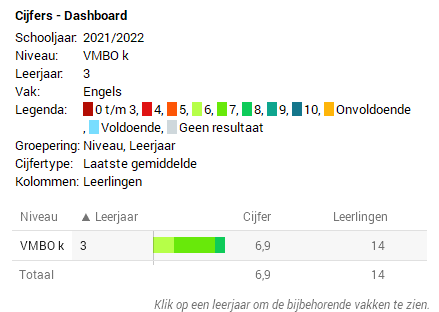 Cijfers - Dashboard
Schooljaar: 2021/2022
Niveau: VMBO k
Leerjaar: 3
Vak: Engels
Legenda: 0 t/m 3, 4, 5, 6, 7, 8, 9, 10, Onvoldoende
, Voldoende, Geen resultaat
Groepering: Niveau, Leerjaar
Cijfertype: Laatste gemiddelde
Kolommen: Leerlingen
Niveau ▲ Leerjaar Cijfer Leerlingen
VMBO k 3 6,9 14
Totaal 6,9 14
Klik op een leerjaar om de bijbehorende vakken te zien.